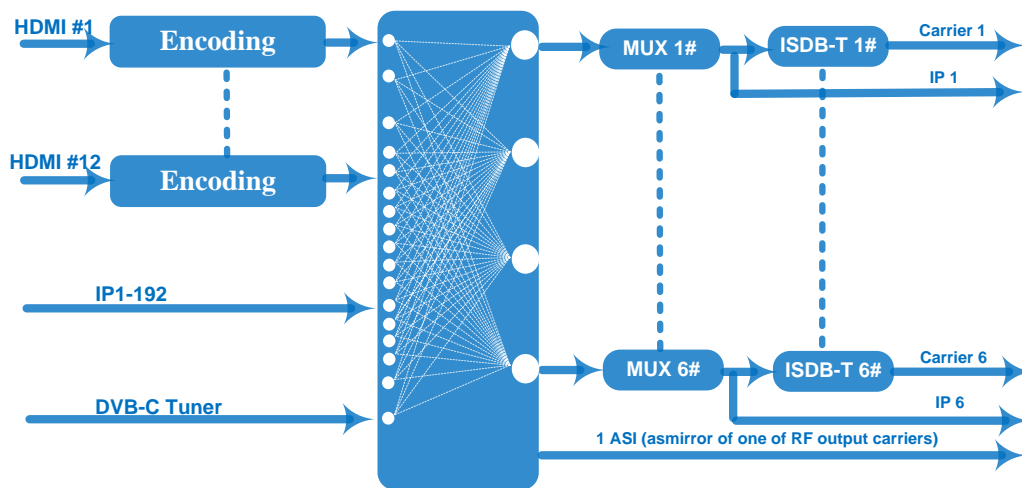 HDMI #1
Encoding
MUX 1#
ISDB-T 1#
Carrier 1
IP 1
HDMI #12
Encoding
IP1-192
MUX 6#
ISDB-T 6#
Carrier 6
IP 6
DVB-C Tuner
1 ASI (asmirror of one of RF output carriers)